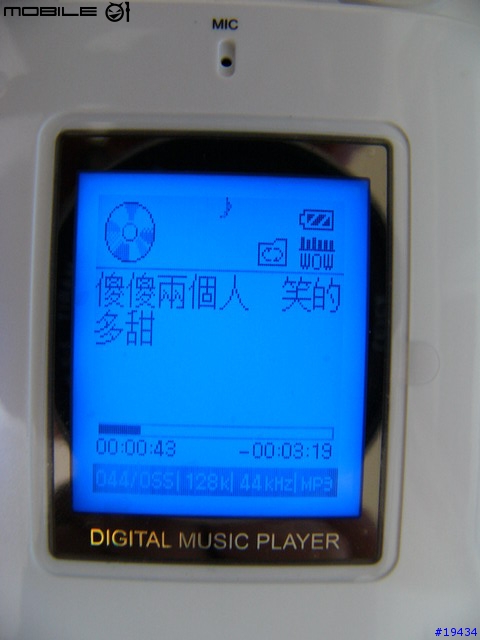 MOBILE 01
MIC
WOW
傻傻兩個人 笑的
多甜
00:00:43 -00:03:19
044/055 128K 44KHz MP3
DIGITAL MUSIC PLAYER
#19434